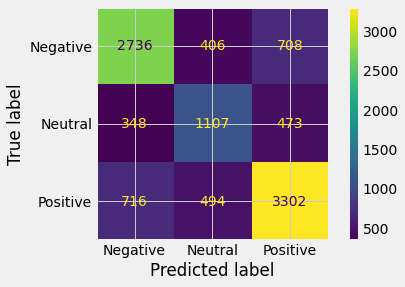 True label
Negative 2736 406 708
Neutral 348 1107 473
Positive 716 494 3302
Negative Neutral Positive
Predicted label
3000
2500
2000
1500
1000
500